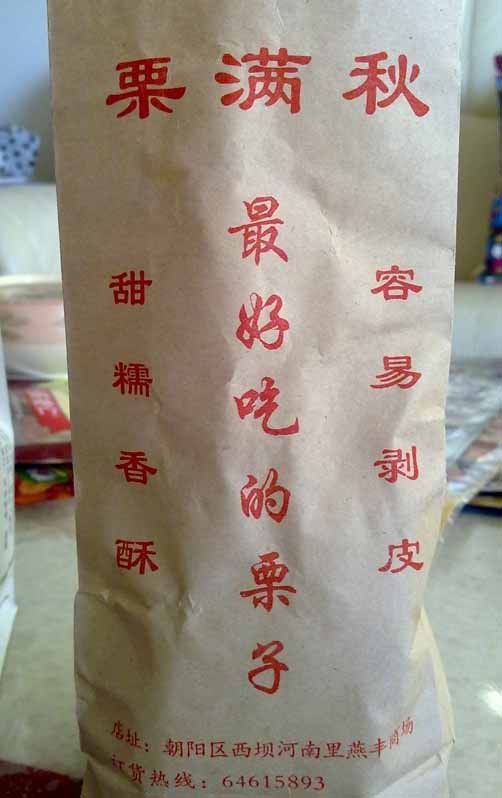 栗满秋
容易剥皮
最好吃的栗子
甜糯香酥
店址：朝阳区西坝河南里燕丰商场
订货热线：64615893